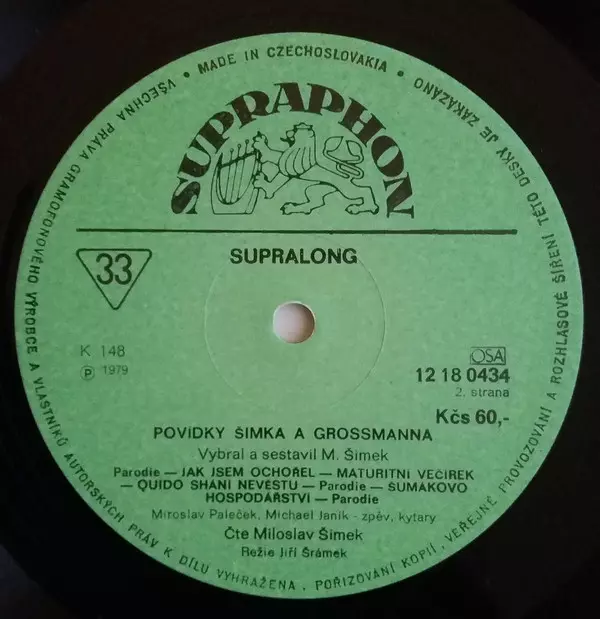 • MADE IN CZECHOSLOVAKIA •
VŠECHNA PRÁVA GRAMOFONOVÉHO VÝROBCE A VLASTNÍKŮ AUTORSKÝCH PRÁV K DÍLU VYHRAŽENA. POŘIZOVÁNÍ KOPIÍ, VEŘEJNÉ PROVOZOVÁNÍ A ROZHLASOVÉ ŠÍŘENÍ TÉTO DESKY JE ZAKÁZÁNO
SUPRAPHON
SUPRALONG
33
K 148
Ⓟ 1979
OSA
12 18 0434
2. strana
Kčs 60,-
POVÍDKY ŠIMKA A GROSSMANNA
Vybral a sestavil M. Šimek
Parodie — JAK JSEM OCHOŘEL — MATURITNÍ VEČÍREK
— QUIDO SHÁNÍ NEVĚSTU — Parodie — ŠUMÁKOVO
HOSPODÁŘSTVÍ — Parodie
Miroslav Paleček, Michael Janík - zpěv, kytary
Čte Miloslav Šimek
Režie Jiří Šrámek